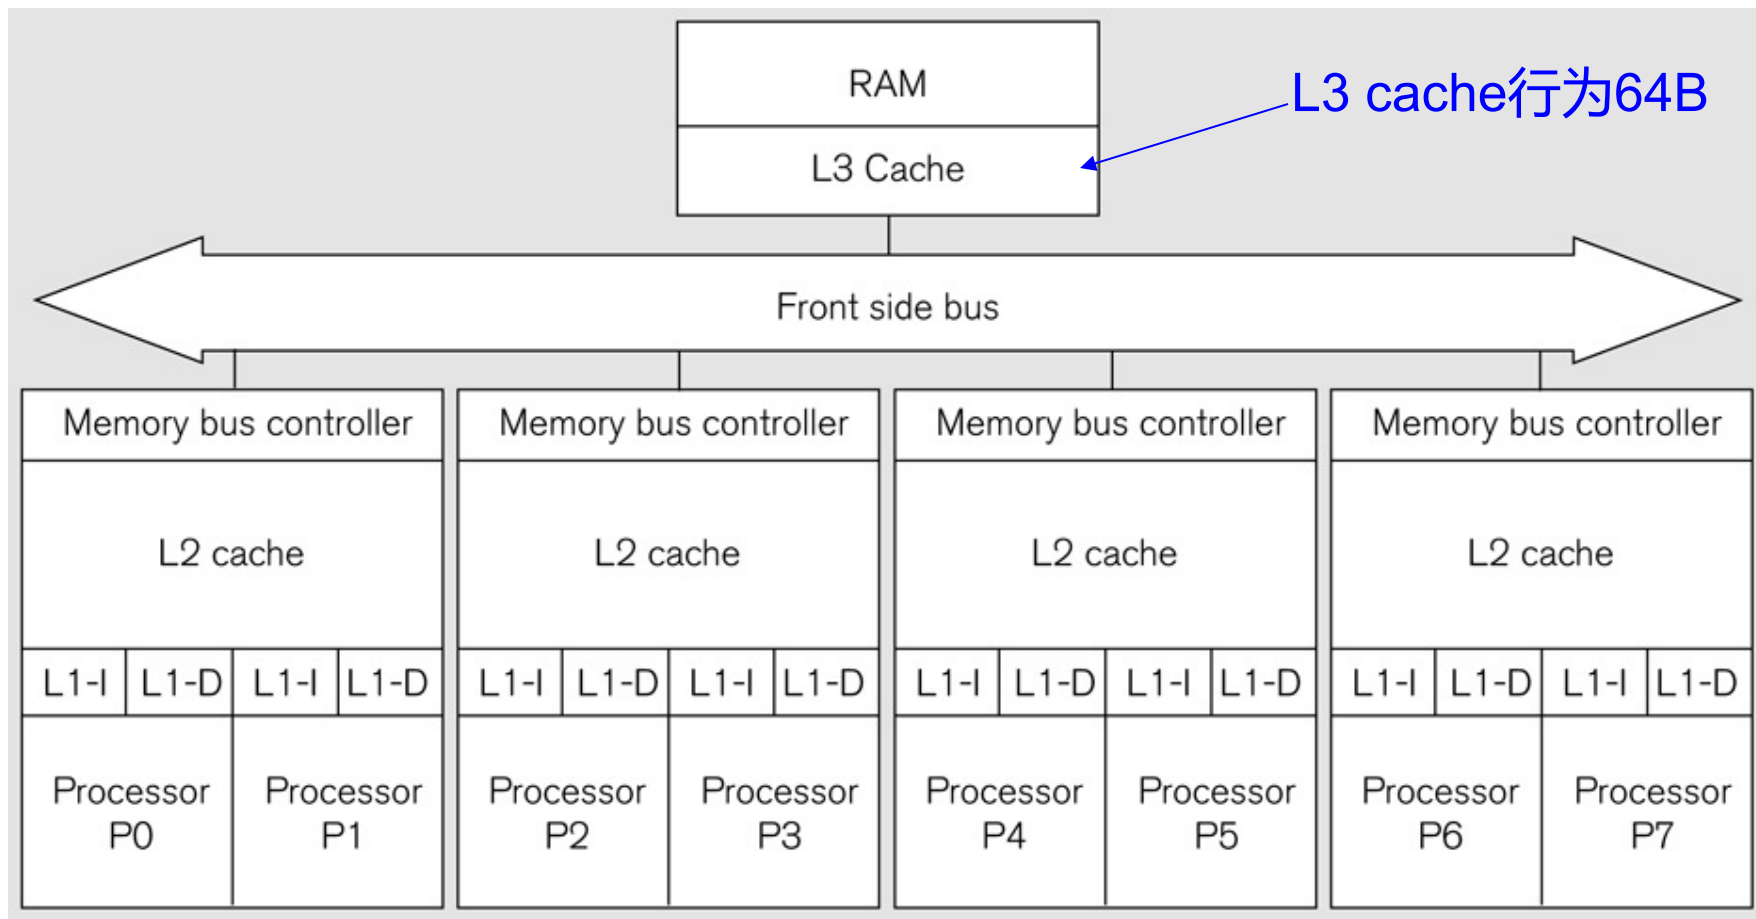 RAM
L3 cache行为64B
L3 Cache
Front side bus
Memory bus controller
Memory bus controller
Memory bus controller
Memory bus controller
L2 cache
L2 cache
L2 cache
L2 cache
L1-I L1-D L1-I L1-D
L1-I L1-D L1-I L1-D
L1-I L1-D L1-I L1-D
L1-I L1-D L1-I L1-D
Processor
P0
Processor
P1
Processor
P2
Processor
P3
Processor
P4
Processor
P5
Processor
P6
Processor
P7